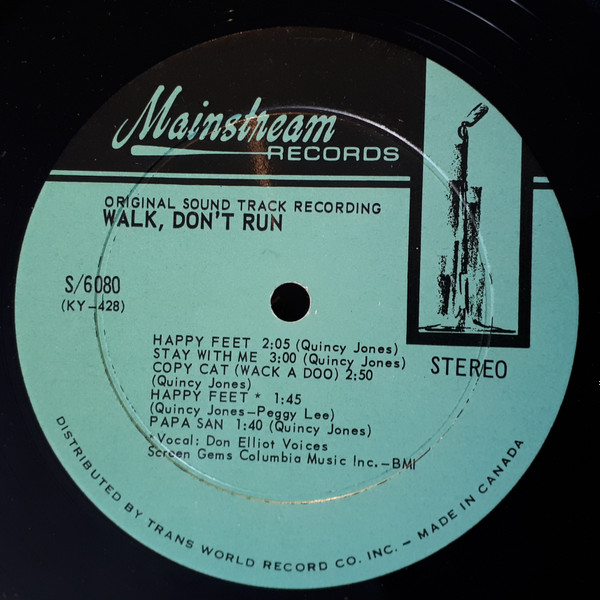 Mainstream
RECORDS
ORIGINAL SOUND TRACK RECORDING
WALK, DON'T RUN
S/6080
(KY-428)
HAPPY FEET 2:05 (Quincy Jones)
STAY WITH ME 3:00 (Quincy Jones)
COPY CAT (WACK A DOO) 2:50
(Quincy Jones)
HAPPY FEET * 1:45
(Quincy Jones-Peggy Lee)
PAPA SAN 1:40 (Quincy Jones)
*Vocal: Don Elliot Voices
Screen Gems Columbia Music Inc.-BMI
STEREO
DISTRIBUTED BY TRANS WORLD RECORD CO. INC. - MADE IN CANADA